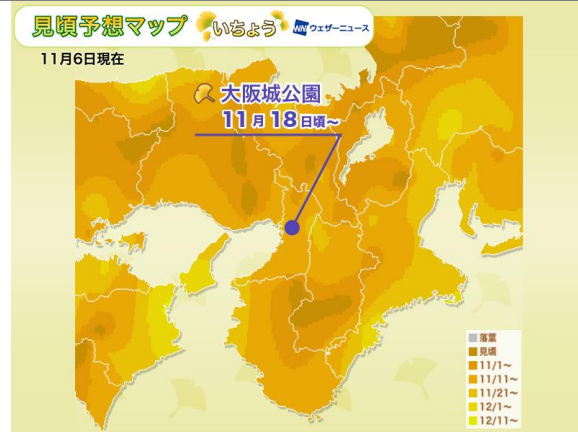 見頃予想マップ いちょう WNI ウェザーニュース
11月6日現在
大阪城公園
11月18日頃〜
落葉
見頃
11/1〜
11/11〜
11/21〜
12/1〜
12/11〜